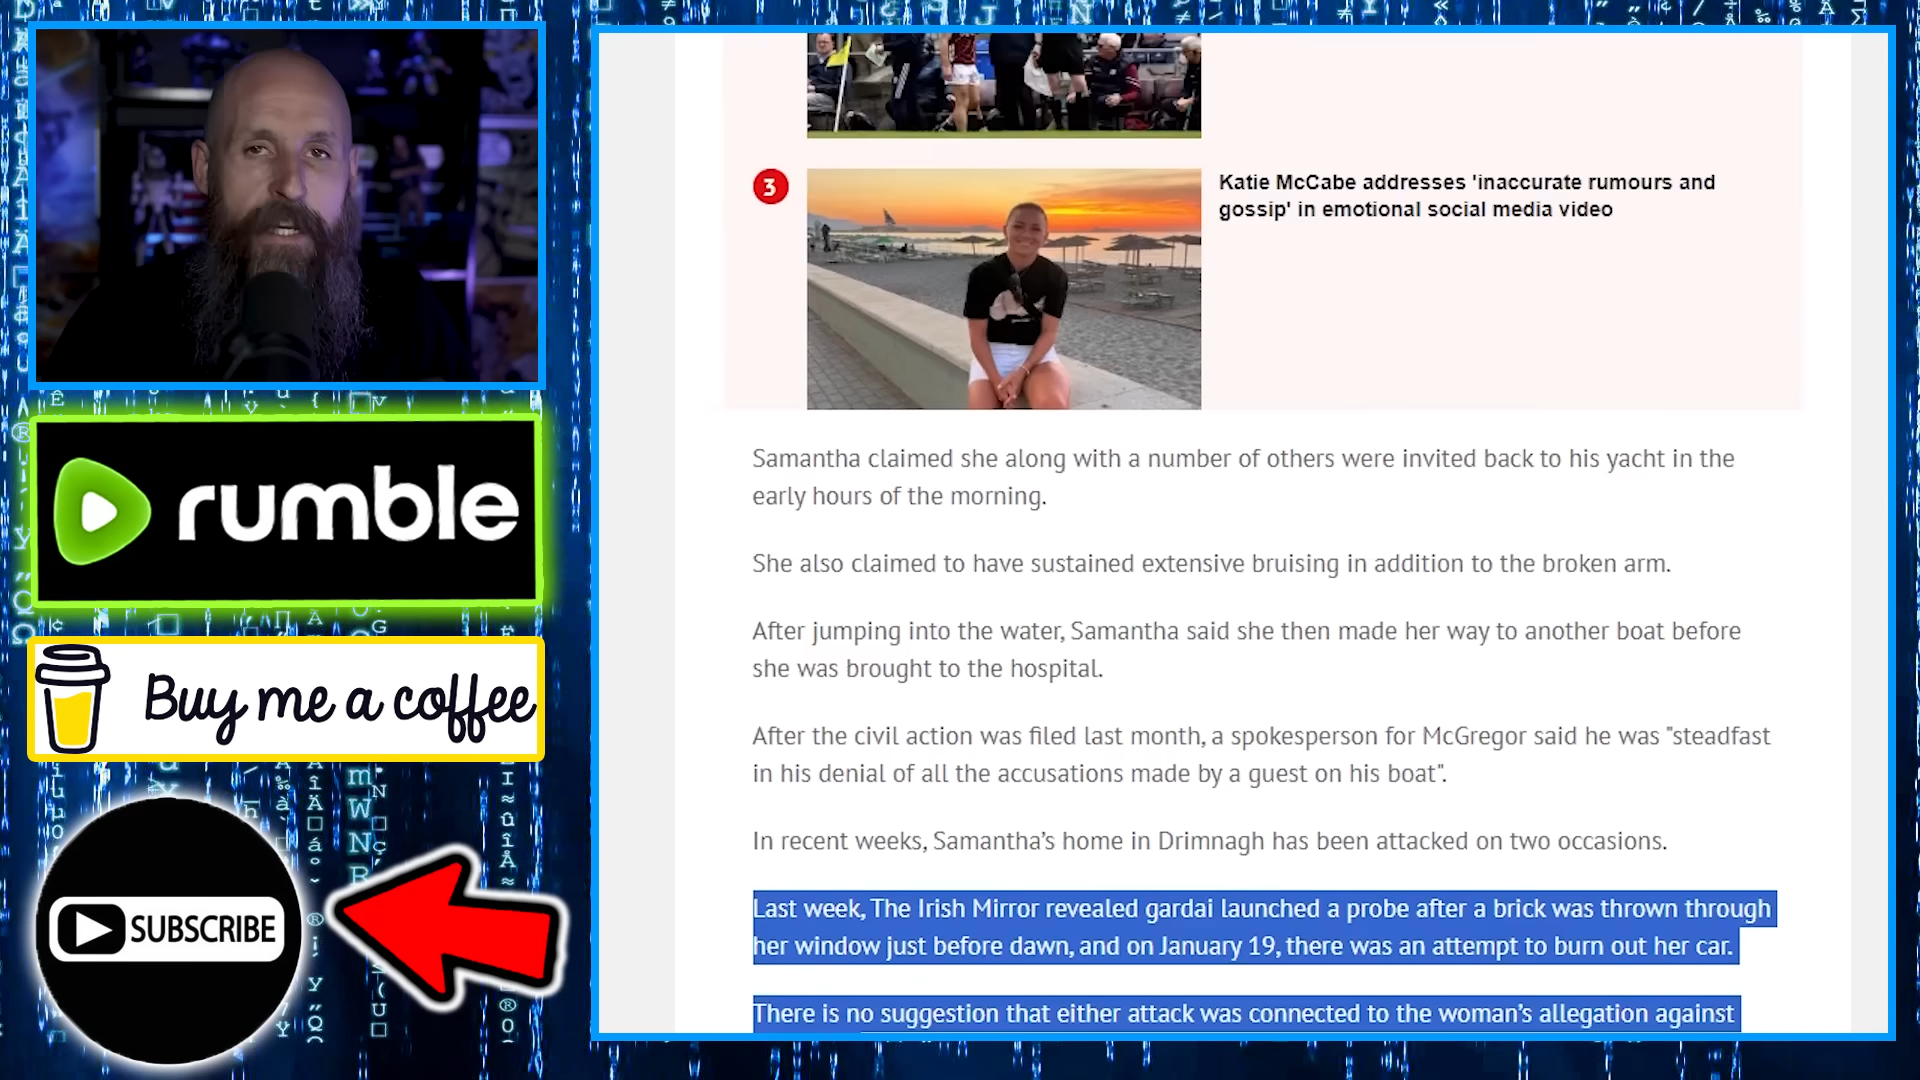 rumble
Buy me a coffee
SUBSCRIBE
3
Katie McCabe addresses 'inaccurate rumours and
gossip' in emotional social media video
Samantha claimed she along with a number of others were invited back to his yacht in the
early hours of the morning.
She also claimed to have sustained extensive bruising in addition to the broken arm.
After jumping into the water, Samantha said she then made her way to another boat before
she was brought to the hospital.
After the civil action was filed last month, a spokesperson for McGregor said he was "steadfast
in his denial of all the accusations made by a guest on his boat".
In recent weeks, Samantha’s home in Drimnagh has been attacked on two occasions.
Last week, The Irish Mirror revealed gardai launched a probe after a brick was thrown through
her window just before dawn, and on January 19, there was an attempt to burn out her car.
There is no suggestion that either attack was connected to the woman’s allegation against